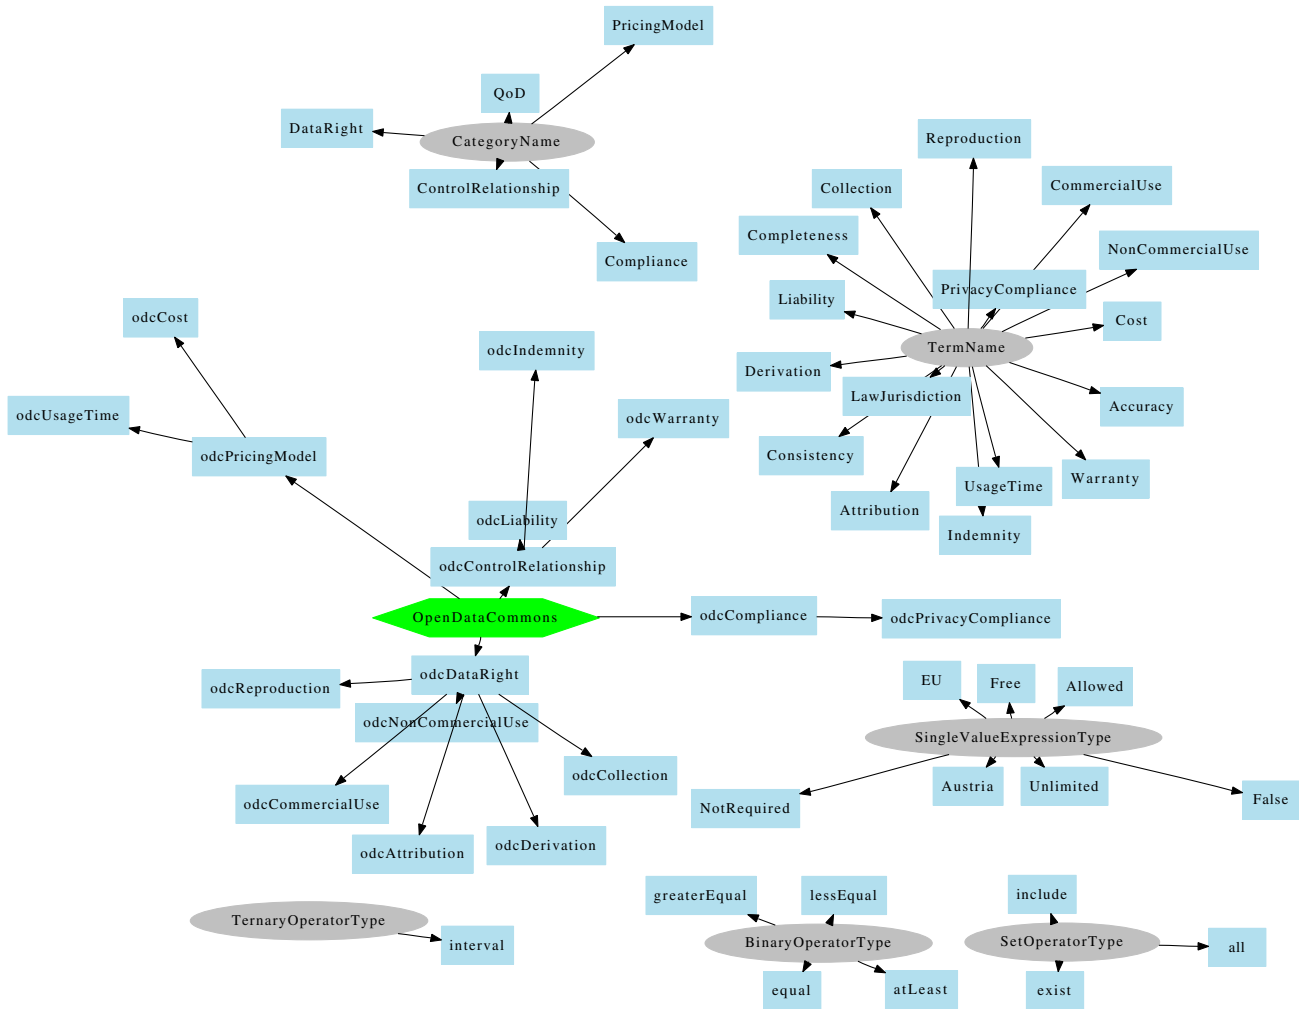 PricingModel
QoD
DataRight
CategoryName
ControlRelationship
Compliance
Reproduction
Collection
CommercialUse
Completeness
NonCommercialUse
PrivacyCompliance
Liability
Cost
TermName
Derivation
LawJurisdiction
Accuracy
Consistency
Warranty
UsageTime
Attribution
Indemnity
odcCost
odcIndemnity
odcUsageTime
odcWarranty
odcPricingModel
odcLiability
odcControlRelationship
OpenDataCommons
odcCompliance
odcPrivacyCompliance
odcDataRight
odcReproduction
odcNonCommercialUse
odcCollection
odcCommercialUse
odcAttribution
odcDerivation
EU
Free
Allowed
SingleValueExpressionType
Austria
Unlimited
NotRequired
False
TernaryOperatorType
interval
greaterEqual
lessEqual
BinaryOperatorType
equal
atLeast
include
SetOperatorType
all
exist